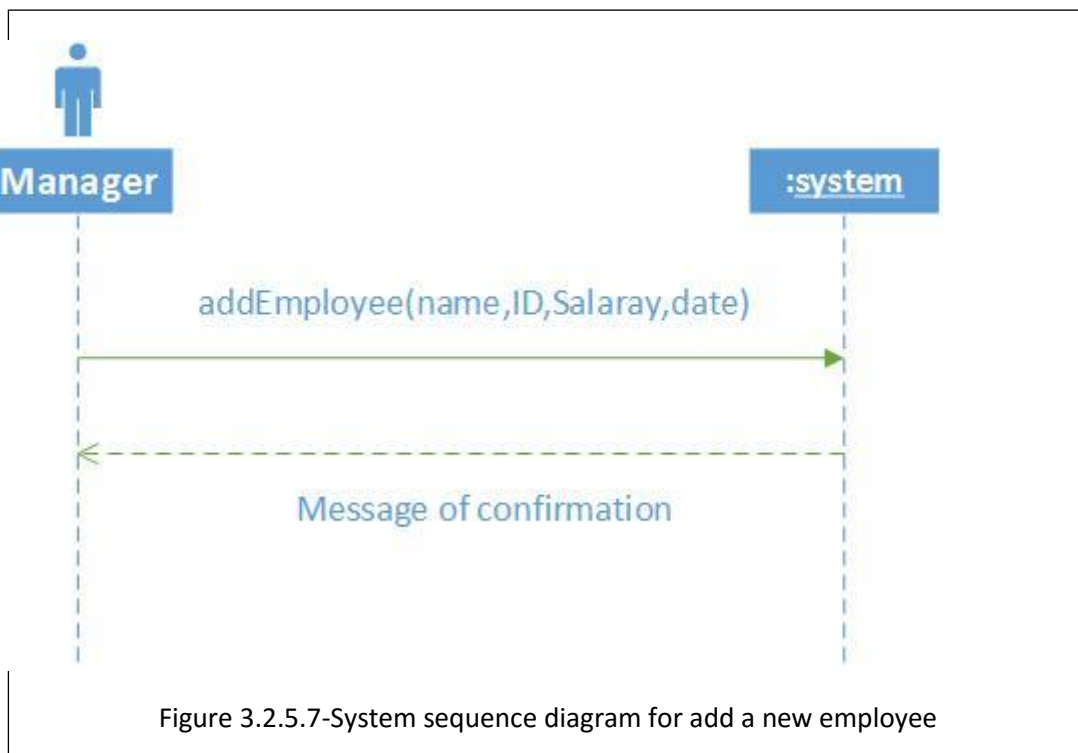 Manager
:system
addEmployee(name,ID,Salaray,date)
Message of confirmation
Figure 3.2.5.7-System sequence diagram for add a new employee